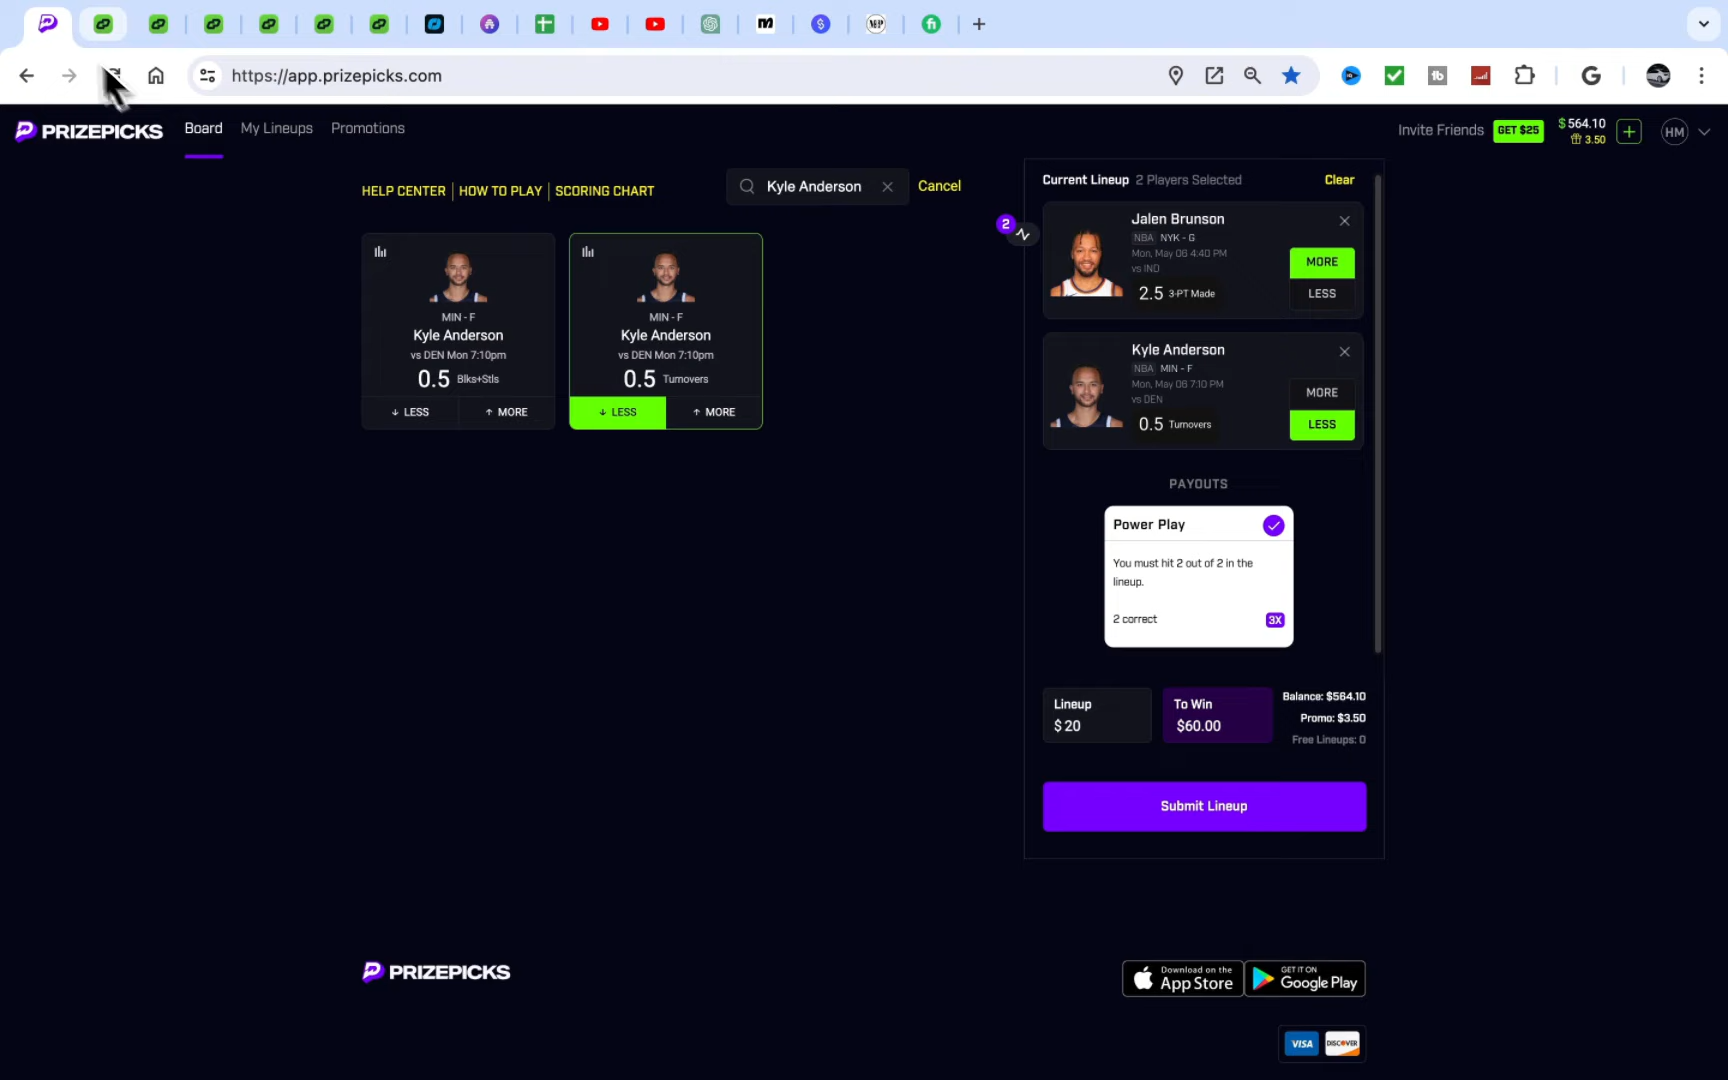 https://app.prizepicks.com
PRIZEPICKS
Board
My Lineups
Promotions
Invite Friends
GET $25
$ 564.10
3.50
HM
HELP CENTER
HOW TO PLAY
SCORING CHART
Kyle Anderson
Cancel
MIN - F
Kyle Anderson
vs DEN Mon 7:10pm
0.5 Blks+Stls
↓ LESS
↑ MORE
MIN - F
Kyle Anderson
vs DEN Mon 7:10pm
0.5 Turnovers
↓ LESS
↑ MORE
2
Current Lineup 2 Players Selected
Clear
Jalen Brunson
NBA NYK - G
Mon, May 06 4:40 PM
vs IND
2.5 3-PT Made
MORE
LESS
Kyle Anderson
NBA MIN - F
Mon, May 06 7:10 PM
vs DEN
0.5 Turnovers
MORE
LESS
PAYOUTS
Power Play
You must hit 2 out of 2 in the
lineup.
2 correct
3X
Lineup
$ 20
To Win
$60.00
Balance: $564.10
Promo: $3.50
Free Lineups: 0
Submit Lineup
PRIZEPICKS
Download on the
App Store
GET IT ON
Google Play
VISA
DISCOVER